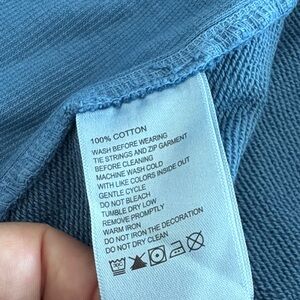 100% COTTON
WASH BEFORE WEARING
TIE STRINGS AND ZIP GARMENT
BEFORE CLEANING
MACHINE WASH COLD
WITH LIKE COLORS INSIDE OUT
GENTLE CYCLE
DO NOT BLEACH
TUMBLE DRY LOW
REMOVE PROMPTLY
WARM IRON
DO NOT IRON THE DECORATION
DO NOT DRY CLEAN